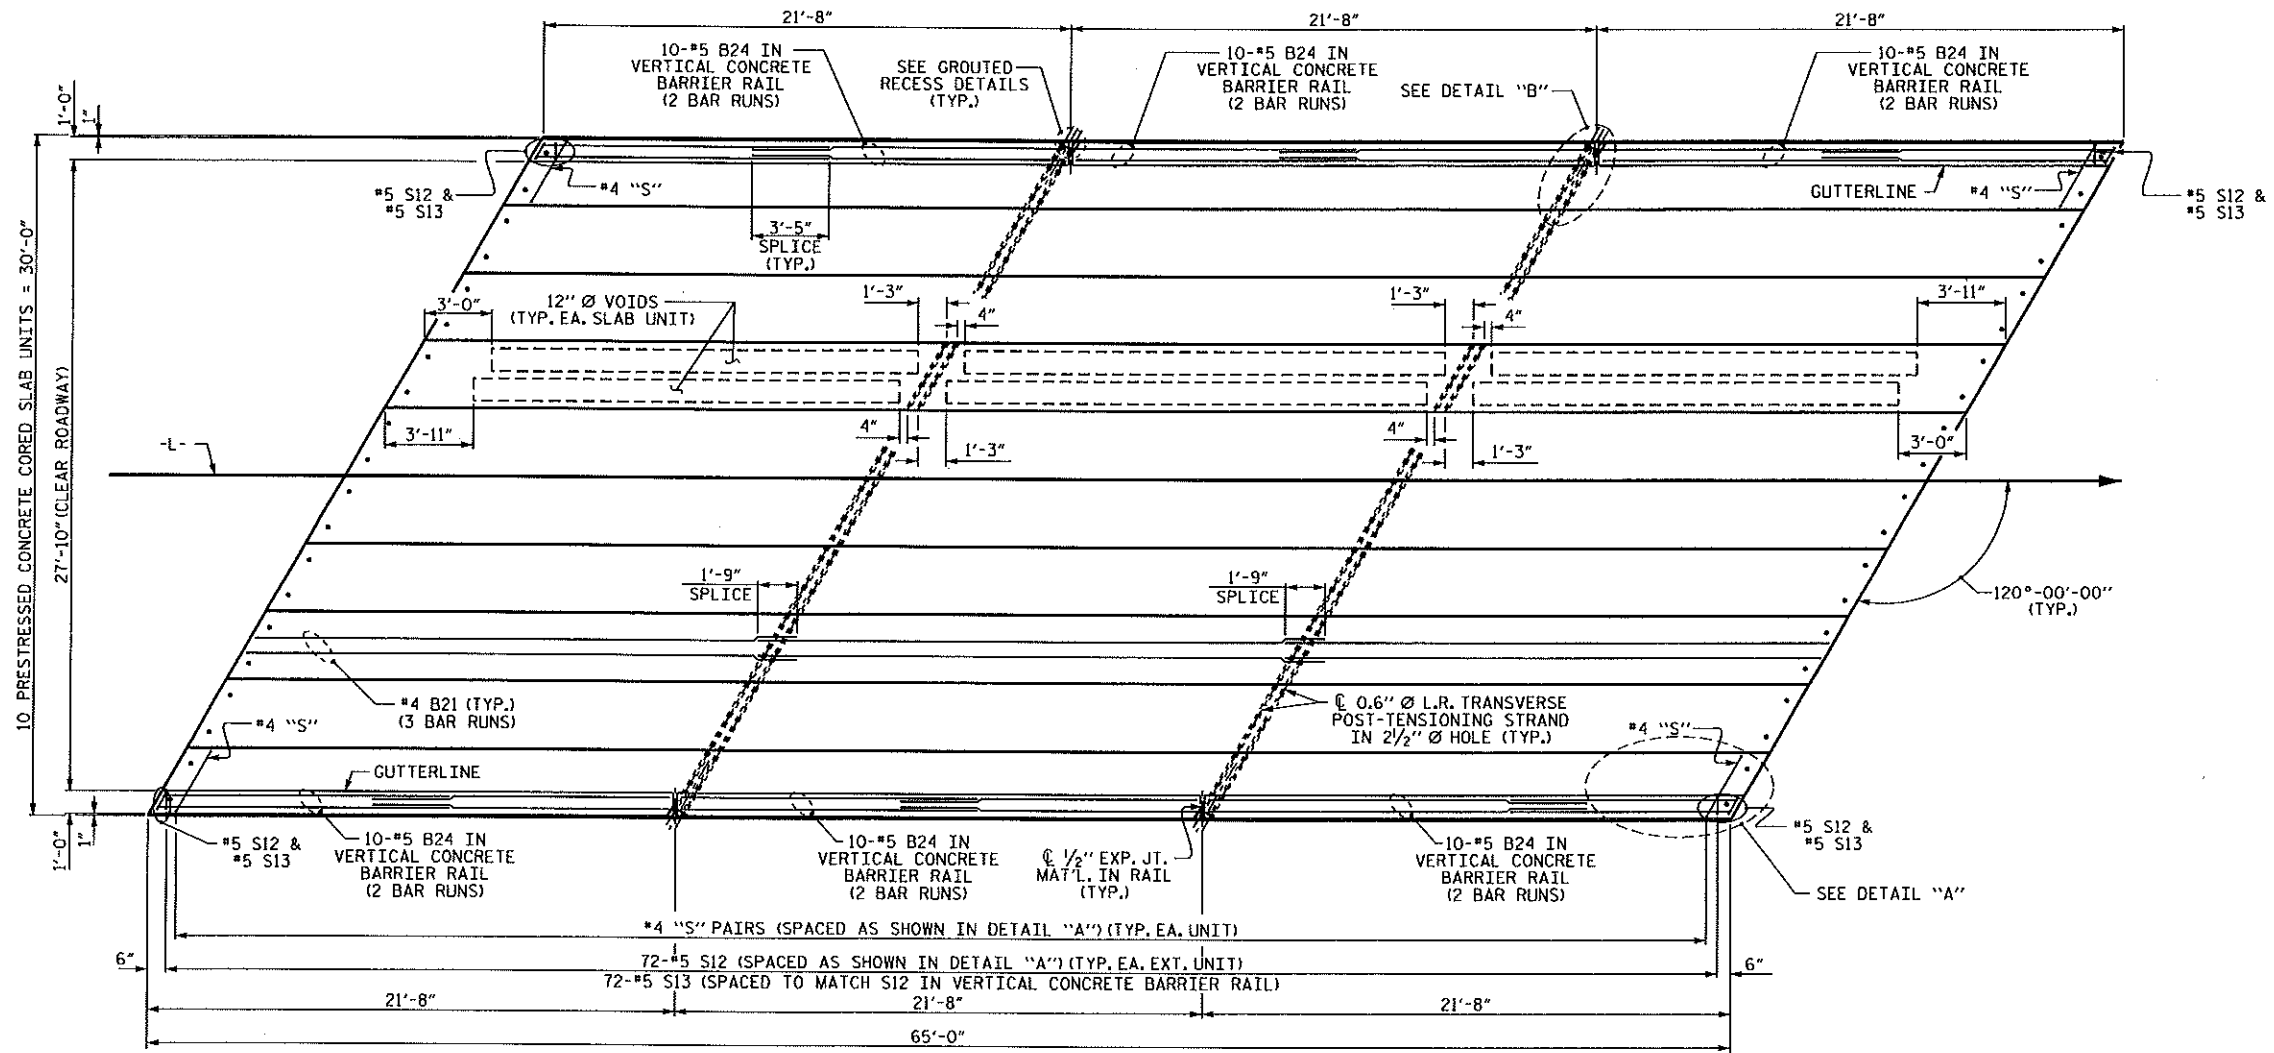 21'-8"
21'-8"
21'-8"
10-#5 B24 IN
VERTICAL CONCRETE
BARRIER RAIL
(2 BAR RUNS)
SEE GROUTED
RECESS DETAILS
(TYP.)
10-#5 B24 IN
VERTICAL CONCRETE
BARRIER RAIL
(2 BAR RUNS)
SEE DETAIL "B"
10-#5 B24 IN
VERTICAL CONCRETE
BARRIER RAIL
(2 BAR RUNS)
1'-0"
1"
#5 S12 &
#5 S13
#4 "S"
3'-5"
SPLICE
(TYP.)
GUTTERLINE
#4 "S"
#5 S12 &
#5 S13
10 PRESTRESSED CONCRETE CORED SLAB UNITS = 30'-0"
27'-10" (CLEAR ROADWAY)
3'-0"
12" Ø VOIDS
(TYP. EA. SLAB UNIT)
1'-3"
4"
1'-3"
4"
3'-11"
3'-11"
4"
1'-3"
4"
1'-3"
3'-0"
-L-
120°-00'-00"
(TYP.)
1'-9"
SPLICE
1'-9"
SPLICE
#4 B21 (TYP.)
(3 BAR RUNS)
℄ 0.6" Ø L.R. TRANSVERSE
POST-TENSIONING STRAND
IN 2½" Ø HOLE (TYP.)
#4 "S"
#4 "S"
GUTTERLINE
1'-0"
1"
#5 S12 &
#5 S13
10-#5 B24 IN
VERTICAL CONCRETE
BARRIER RAIL
(2 BAR RUNS)
10-#5 B24 IN
VERTICAL CONCRETE
BARRIER RAIL
(2 BAR RUNS)
℄ ½" EXP. JT.
MAT'L. IN RAIL
(TYP.)
10-#5 B24 IN
VERTICAL CONCRETE
BARRIER RAIL
(2 BAR RUNS)
#5 S12 &
#5 S13
SEE DETAIL "A"
#4 "S" PAIRS (SPACED AS SHOWN IN DETAIL "A") (TYP. EA. UNIT)
6"
72-#5 S12 (SPACED AS SHOWN IN DETAIL "A") (TYP. EA. EXT. UNIT)
6"
72-#5 S13 (SPACED TO MATCH S12 IN VERTICAL CONCRETE BARRIER RAIL)
21'-8"
21'-8"
21'-8"
65'-0"